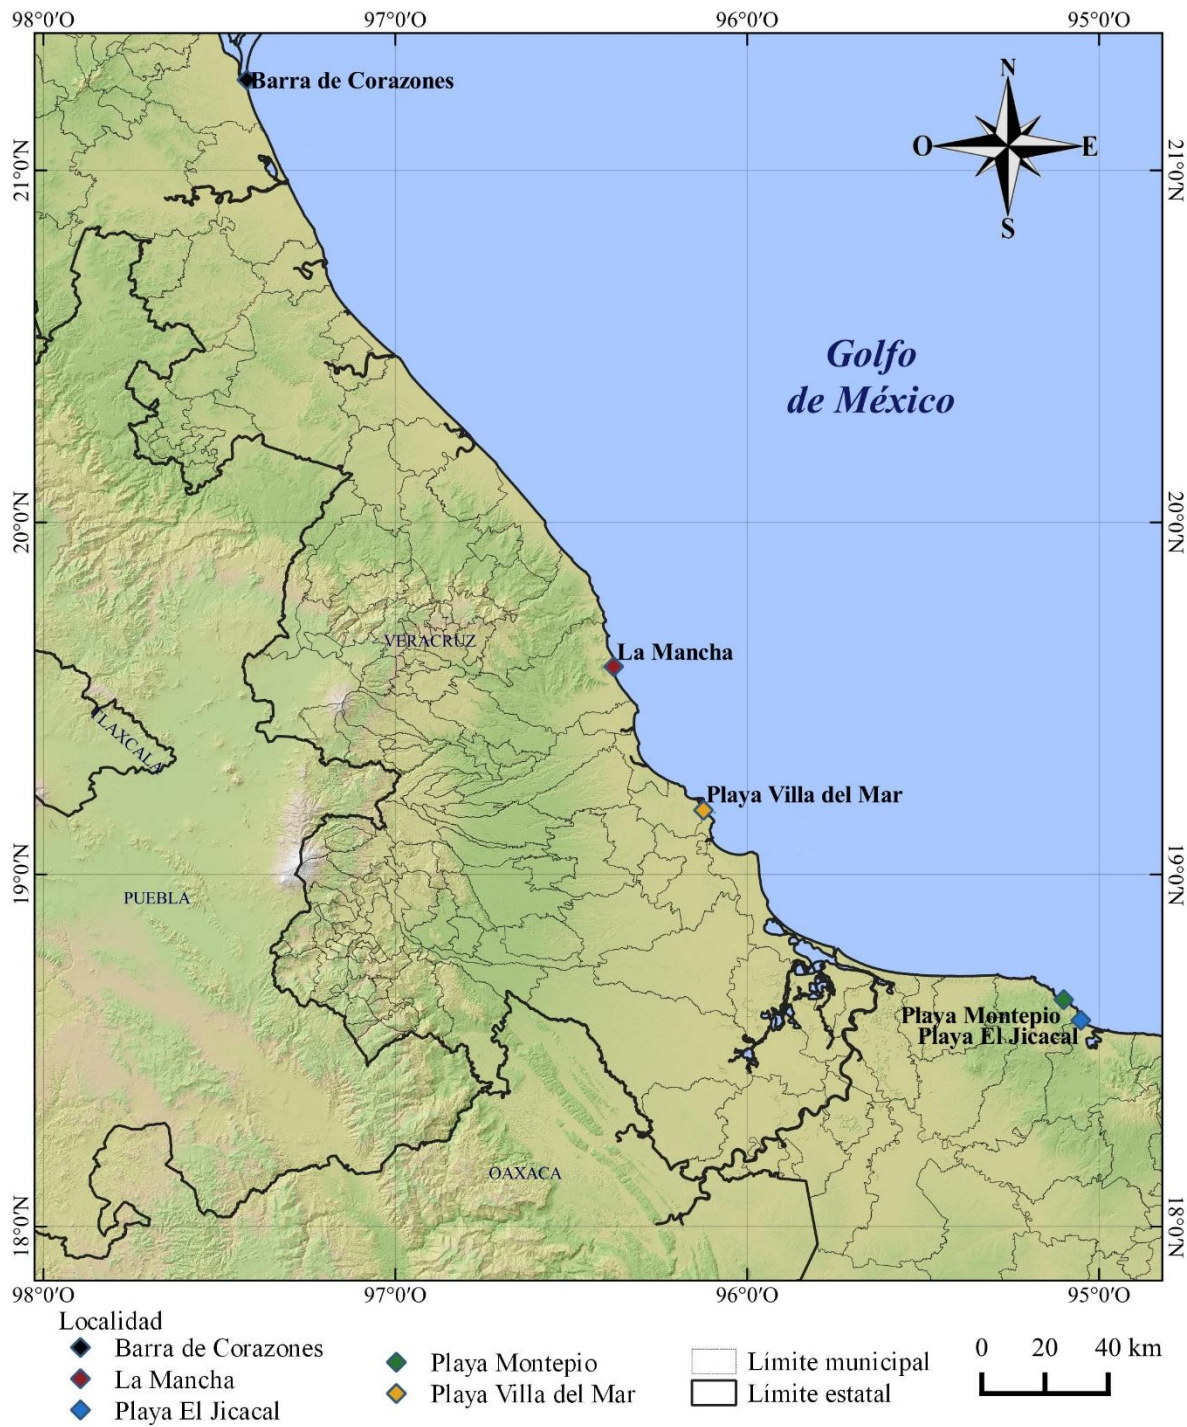 98°0'O 97°0'O 96°0'O 95°0'O
Barra de Corazones
N
O E
S
21°0'N 21°0'N
Golfo
de México
20°0'N 20°0'N
VERACRUZ
La Mancha
TLAXCALA
Playa Villa del Mar
19°0'N 19°0'N
PUEBLA
Playa Montepio
Playa El Jicacal
OAXACA
18°0'N 18°0'N
98°0'O 97°0'O 96°0'O 95°0'O
Localidad
Barra de Corazones
La Mancha
Playa El Jicacal
Playa Montepio
Playa Villa del Mar
Límite municipal
Límite estatal
0 20 40 km